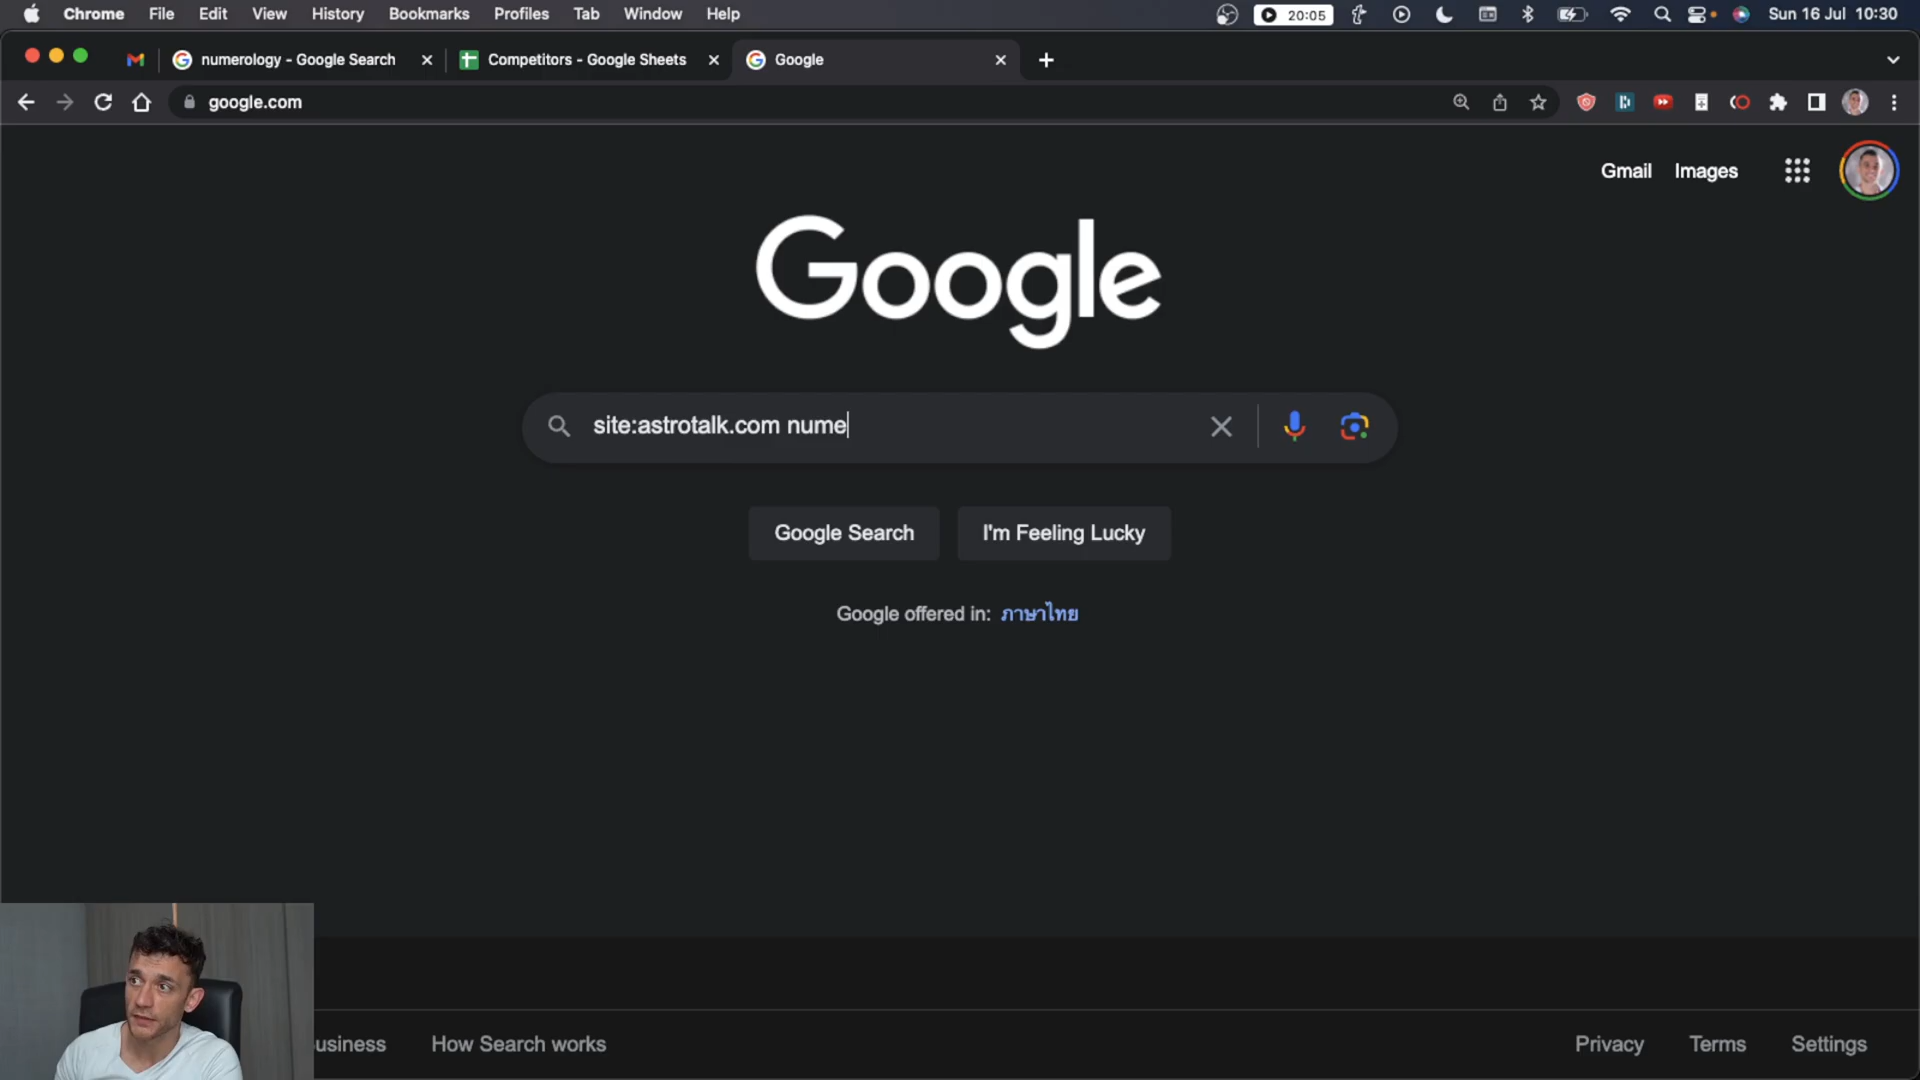 Chrome File Edit View History Bookmarks Profiles Tab Window Help 20:05 Sun 16 Jul 10:30
numerology - Google Search Competitors - Google Sheets Google
google.com
Gmail Images
Google
site:astrotalk.com nume
Google Search I'm Feeling Lucky
Google offered in: ภาษาไทย
usiness How Search works Privacy Terms Settings